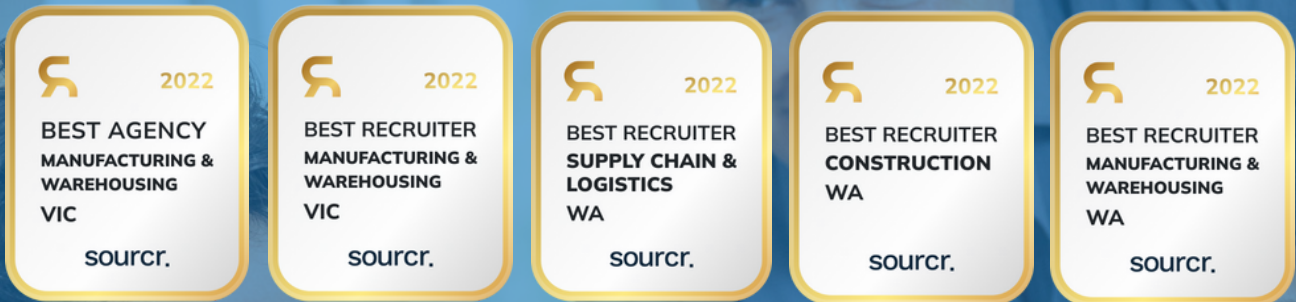 2022
BEST AGENCY
MANUFACTURING &
WAREHOUSING
VIC
sourcr.
2022
BEST RECRUITER
MANUFACTURING &
WAREHOUSING
VIC
sourcr.
2022
BEST RECRUITER
SUPPLY CHAIN &
LOGISTICS
WA
sourcr.
2022
BEST RECRUITER
CONSTRUCTION
WA
sourcr.
2022
BEST RECRUITER
MANUFACTURING &
WAREHOUSING
WA
sourcr.